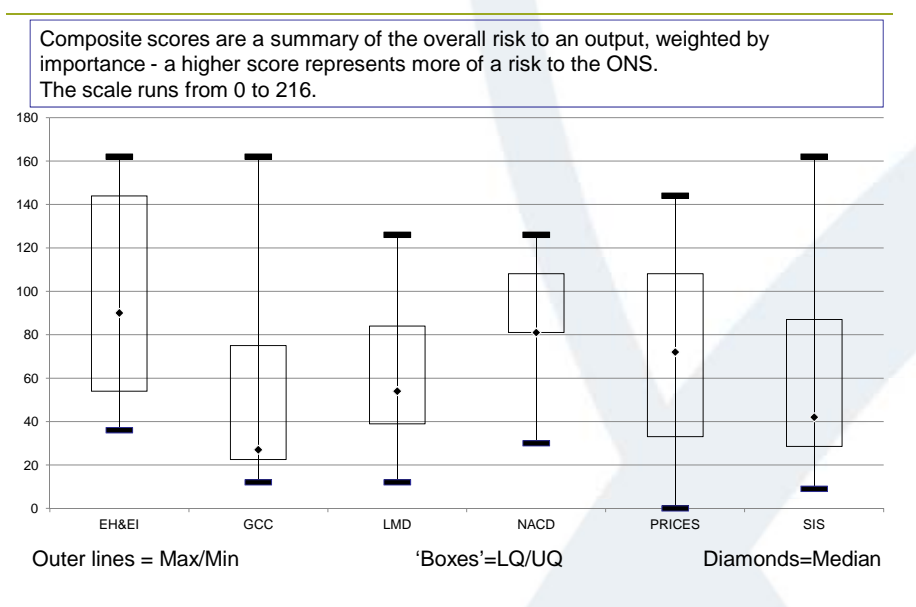 Composite scores are a summary of the overall risk to an output, weighted by
importance - a higher score represents more of a risk to the ONS.
The scale runs from 0 to 216.
180
160
140
120
100
80
60
40
20
0
EH&EI GCC LMD NACD PRICES SIS
Outer lines = Max/Min ‘Boxes’=LQ/UQ Diamonds=Median